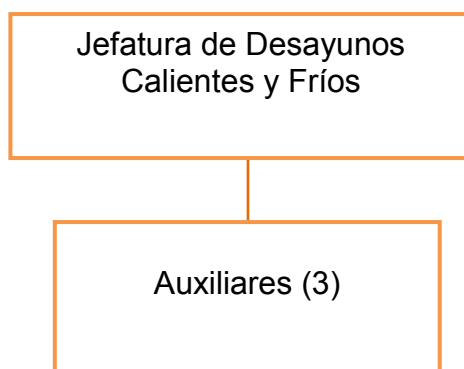 Jefatura de Desayunos
Calientes y Fríos
Auxiliares (3)